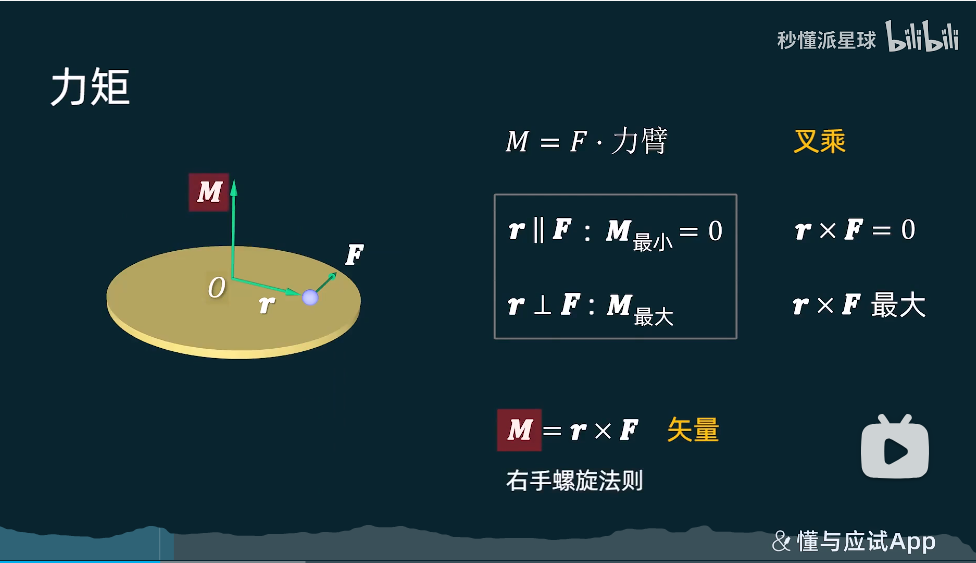 秒懂派星球 bilibili
力矩
M = F · 力臂
叉乘
M
F
O
r
r ∥ F : M最小 = 0
r × F = 0
r ⊥ F : M最大
r × F 最大
M = r × F 矢量
右手螺旋法则
& 懂与应试App